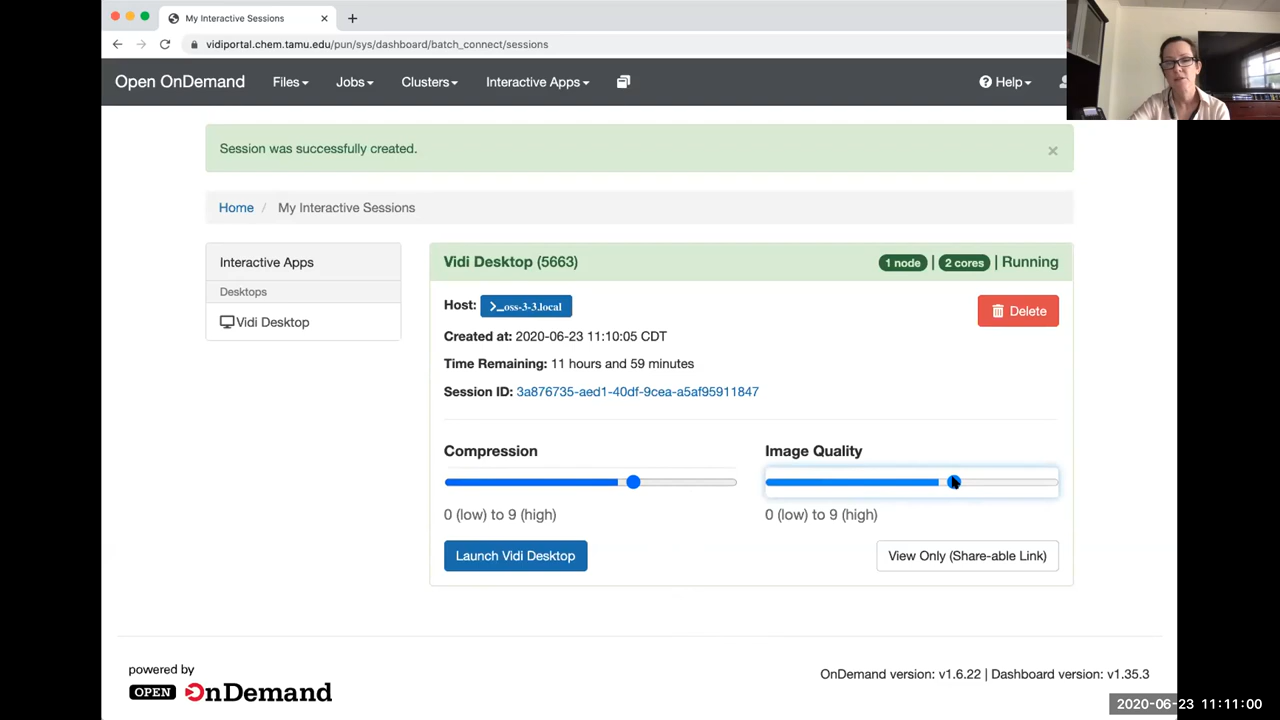 My Interactive Sessions
vidiportal.chem.tamu.edu/pun/sys/dashboard/batch_connect/sessions
Open OnDemand Files Jobs Clusters Interactive Apps Help
Session was successfully created. ×
Home / My Interactive Sessions
Interactive Apps
Desktops
Vidi Desktop
Vidi Desktop (5663) 1 node | 2 cores | Running
Host: >_oss-3-3.local Delete
Created at: 2020-06-23 11:10:05 CDT
Time Remaining: 11 hours and 59 minutes
Session ID: 3a876735-aed1-40df-9cea-a5af95911847
Compression Image Quality
0 (low) to 9 (high) 0 (low) to 9 (high)
Launch Vidi Desktop View Only (Share-able Link)
powered by
OPEN OnDemand
OnDemand version: v1.6.22 | Dashboard version: v1.35.3
2020-06-23 11:11:00